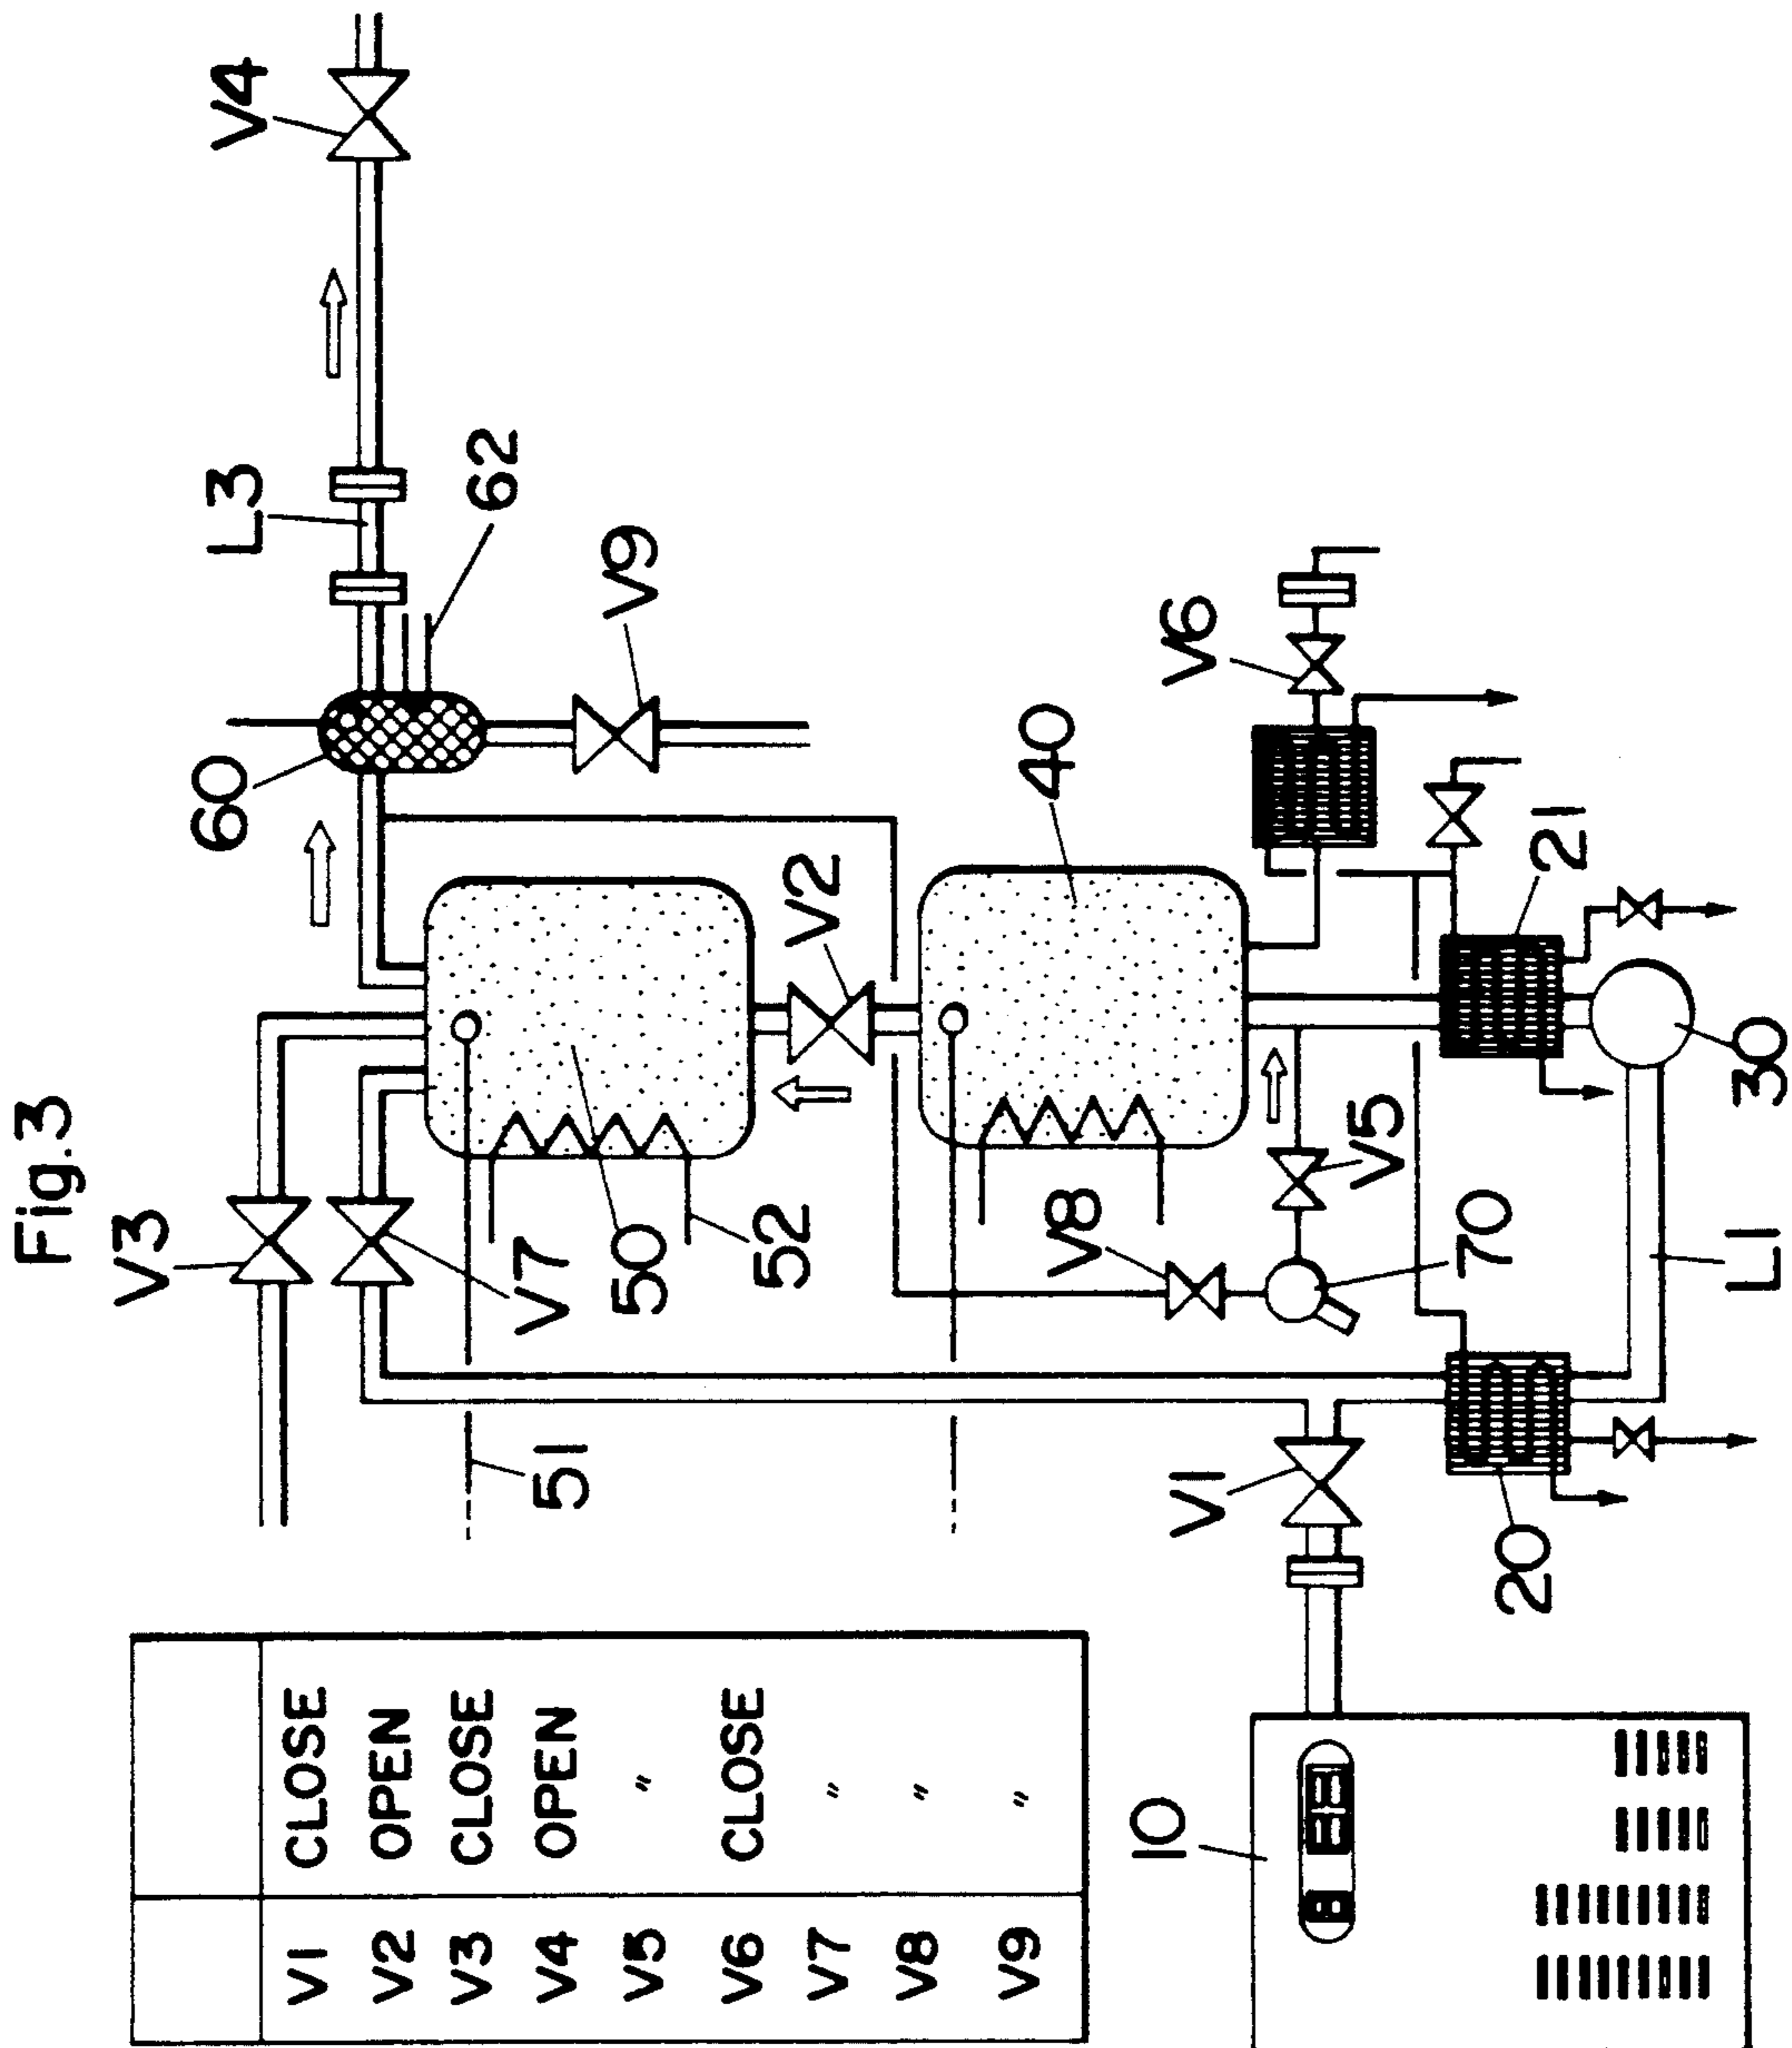 Fig.3
V1 CLOSE
V2 OPEN
V3 CLOSE
V4 OPEN
V5 "
V6 CLOSE
V7 "
V8 "
V9 "
V3
V7
51
50
52
V4
L3
62
V9
60
V2
40
V6
21
30
V5
V8
70
L1
V1
20
10